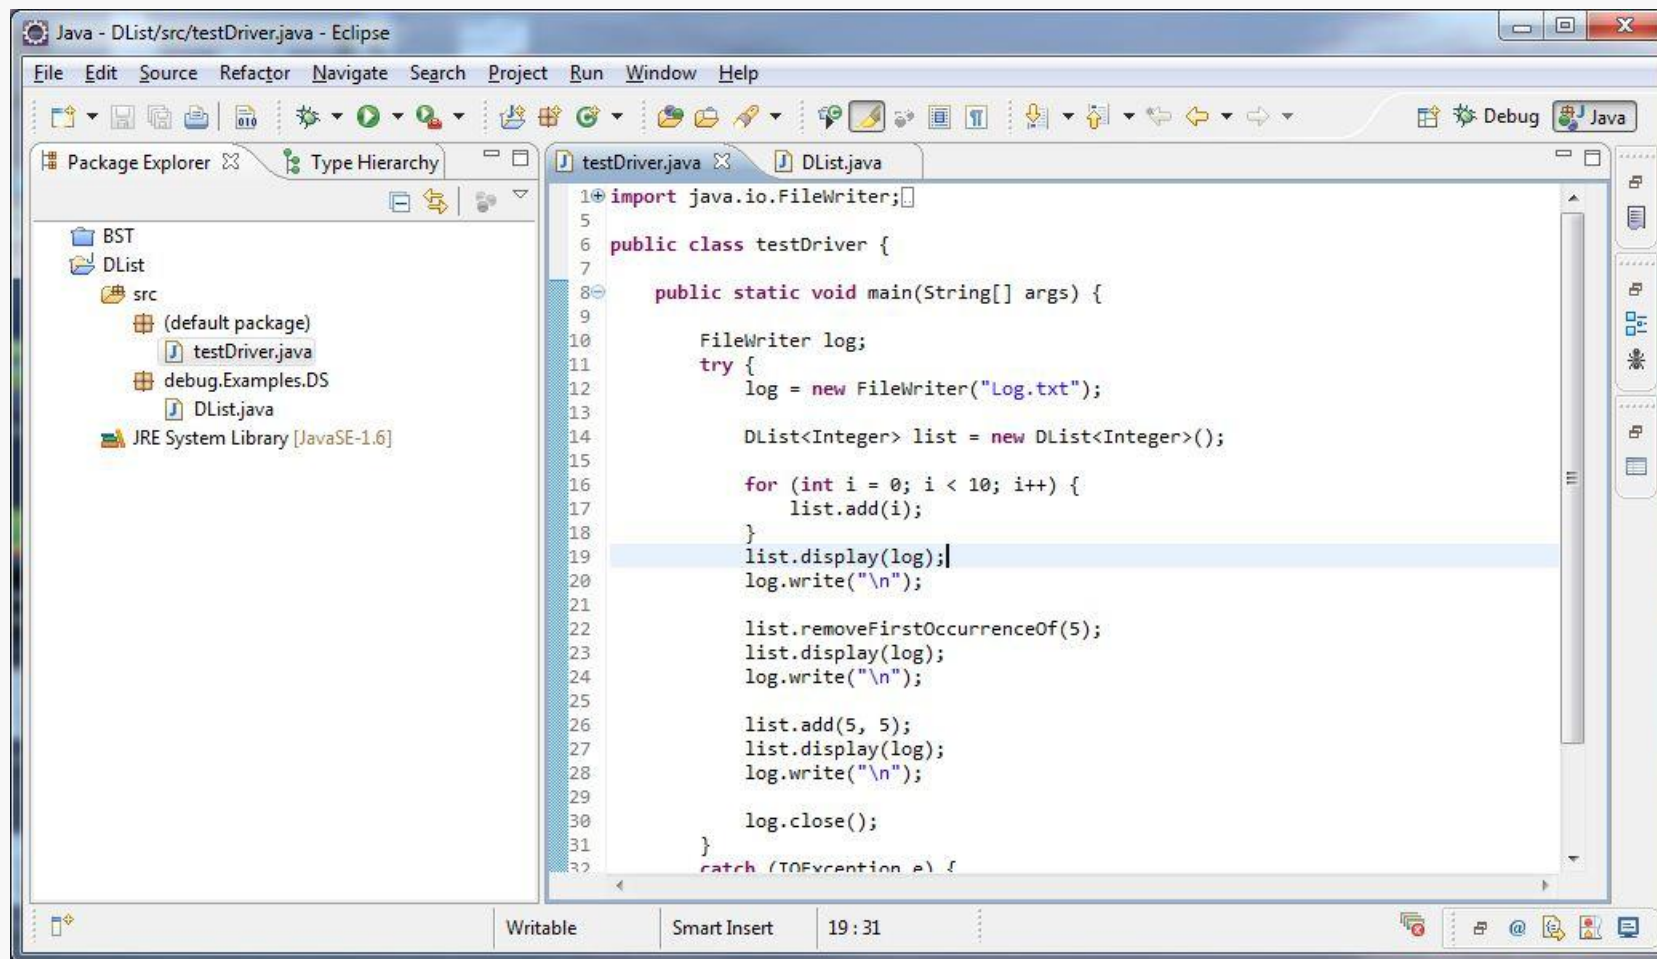 Java - DList/src/testDriver.java - Eclipse
File Edit Source Refactor Navigate Search Project Run Window Help
Debug Java
Package Explorer Type Hierarchy testDriver.java DList.java
BST
DList
src
(default package)
testDriver.java
debug.Examples.DS
DList.java
JRE System Library [JavaSE-1.6]
1 import java.io.FileWriter;
5
6 public class testDriver {
7
8 public static void main(String[] args) {
9
10 FileWriter log;
11 try {
12 log = new FileWriter("Log.txt");
13
14 DList<Integer> list = new DList<Integer>();
15
16 for (int i = 0; i < 10; i++) {
17 list.add(i);
18 }
19 list.display(log);
20 log.write("\n");
21
22 list.removeFirstOccurrenceOf(5);
23 list.display(log);
24 log.write("\n");
25
26 list.add(5, 5);
27 list.display(log);
28 log.write("\n");
29
30 log.close();
31 }
32 catch (IOException e) {
Writable Smart Insert 19 : 31